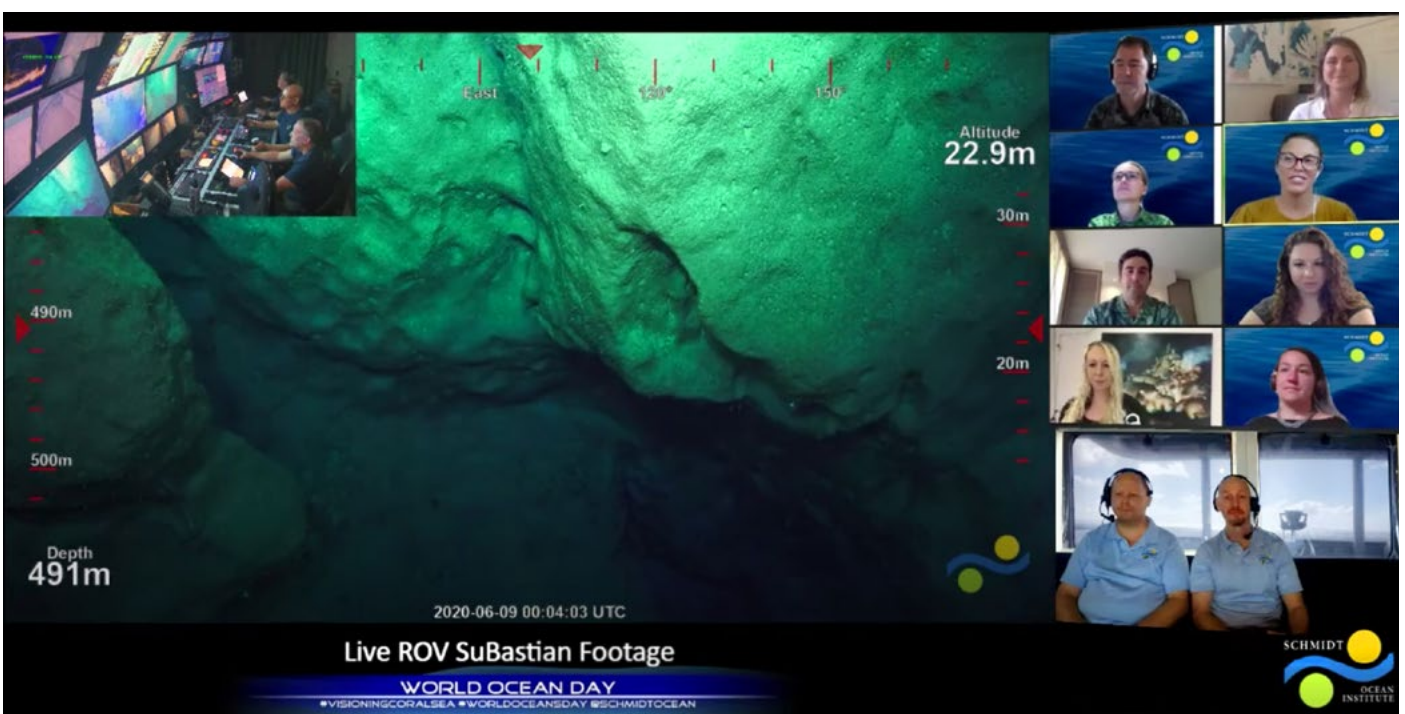 East
120°
150°
Altitude
22.9m
30m
20m
490m
500m
Depth
491m
2020-06-09 00:04:03 UTC
Live ROV SuBastian Footage
WORLD OCEAN DAY
#VISIONINGCORALSEA #WORLDOCEANSDAY @SCHMIDTOCEAN
SCHMIDT
OCEAN
INSTITUTE